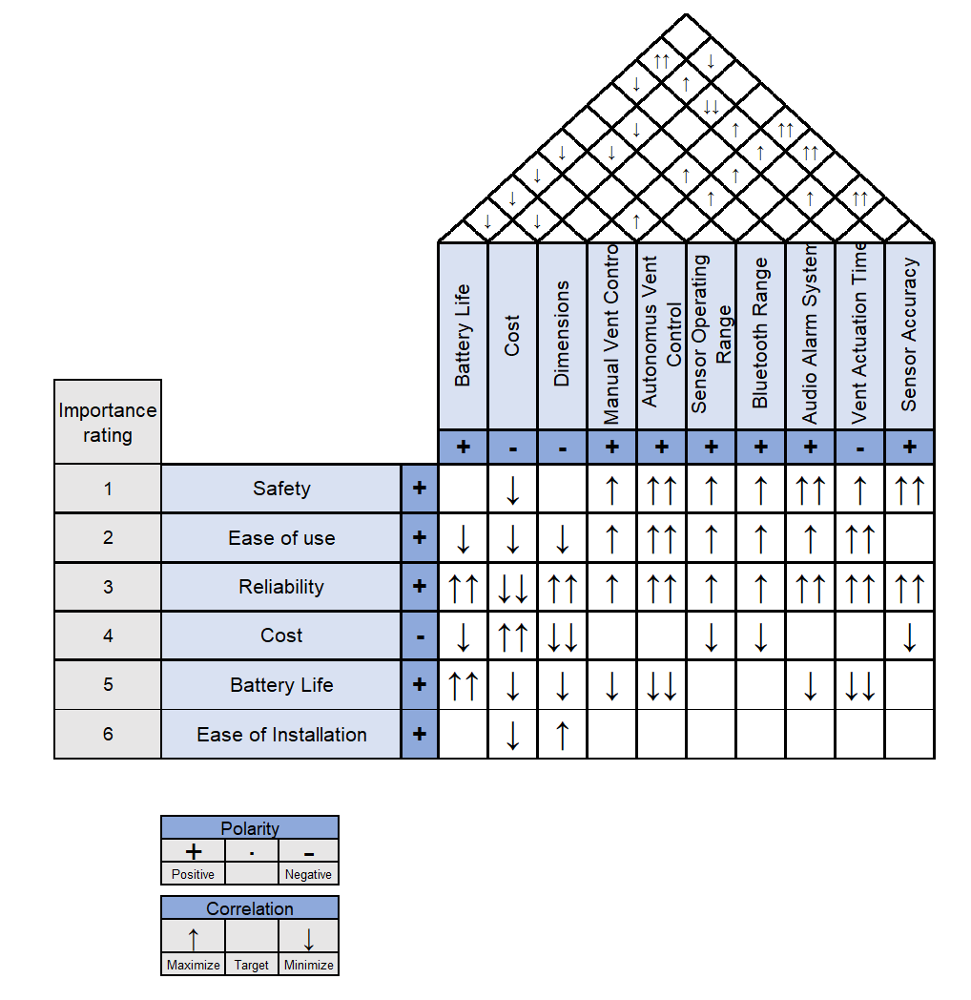 ↑↑ ↓
↓ ↑
↓↓
↓ ↑ ↑↑
↓ ↓ ↑ ↑↑
↓ ↑ ↑
↓ ↑ ↑ ↑↑
↓ ↓ ↑
Battery Life
Cost
Dimensions
Manual Vent Contro
Autonomus Vent
Control
Sensor Operating
Range
Bluetooth Range
Audio Alarm System
Vent Actuation Time
Sensor Accuracy
Importance
rating
+ - - + + + + + - +
1 Safety + ↓ ↑ ↑↑ ↑ ↑ ↑↑ ↑ ↑↑
2 Ease of use + ↓ ↓ ↓ ↑ ↑↑ ↑ ↑ ↑ ↑↑
3 Reliability + ↑↑ ↓↓ ↑↑ ↑ ↑↑ ↑ ↑ ↑↑ ↑↑ ↑↑
4 Cost - ↓ ↑↑ ↓↓ ↓ ↓ ↓
5 Battery Life + ↑↑ ↓ ↓ ↓ ↓↓ ↓ ↓↓
6 Ease of Installation + ↓ ↑
Polarity
+ · −
Positive Negative
Correlation
↑ ↓
Maximize Target Minimize